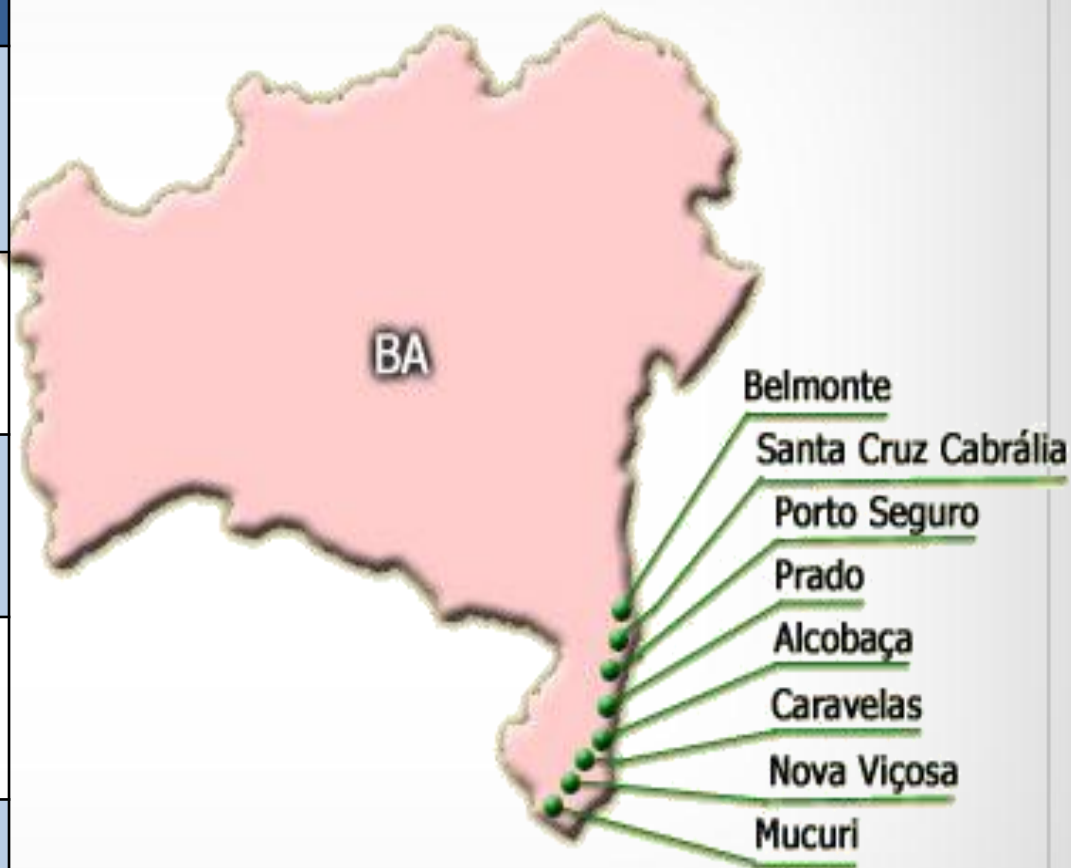 BA
Belmonte
Santa Cruz Cabrália
Porto Seguro
Prado
Alcobaça
Caravelas
Nova Viçosa
Mucuri